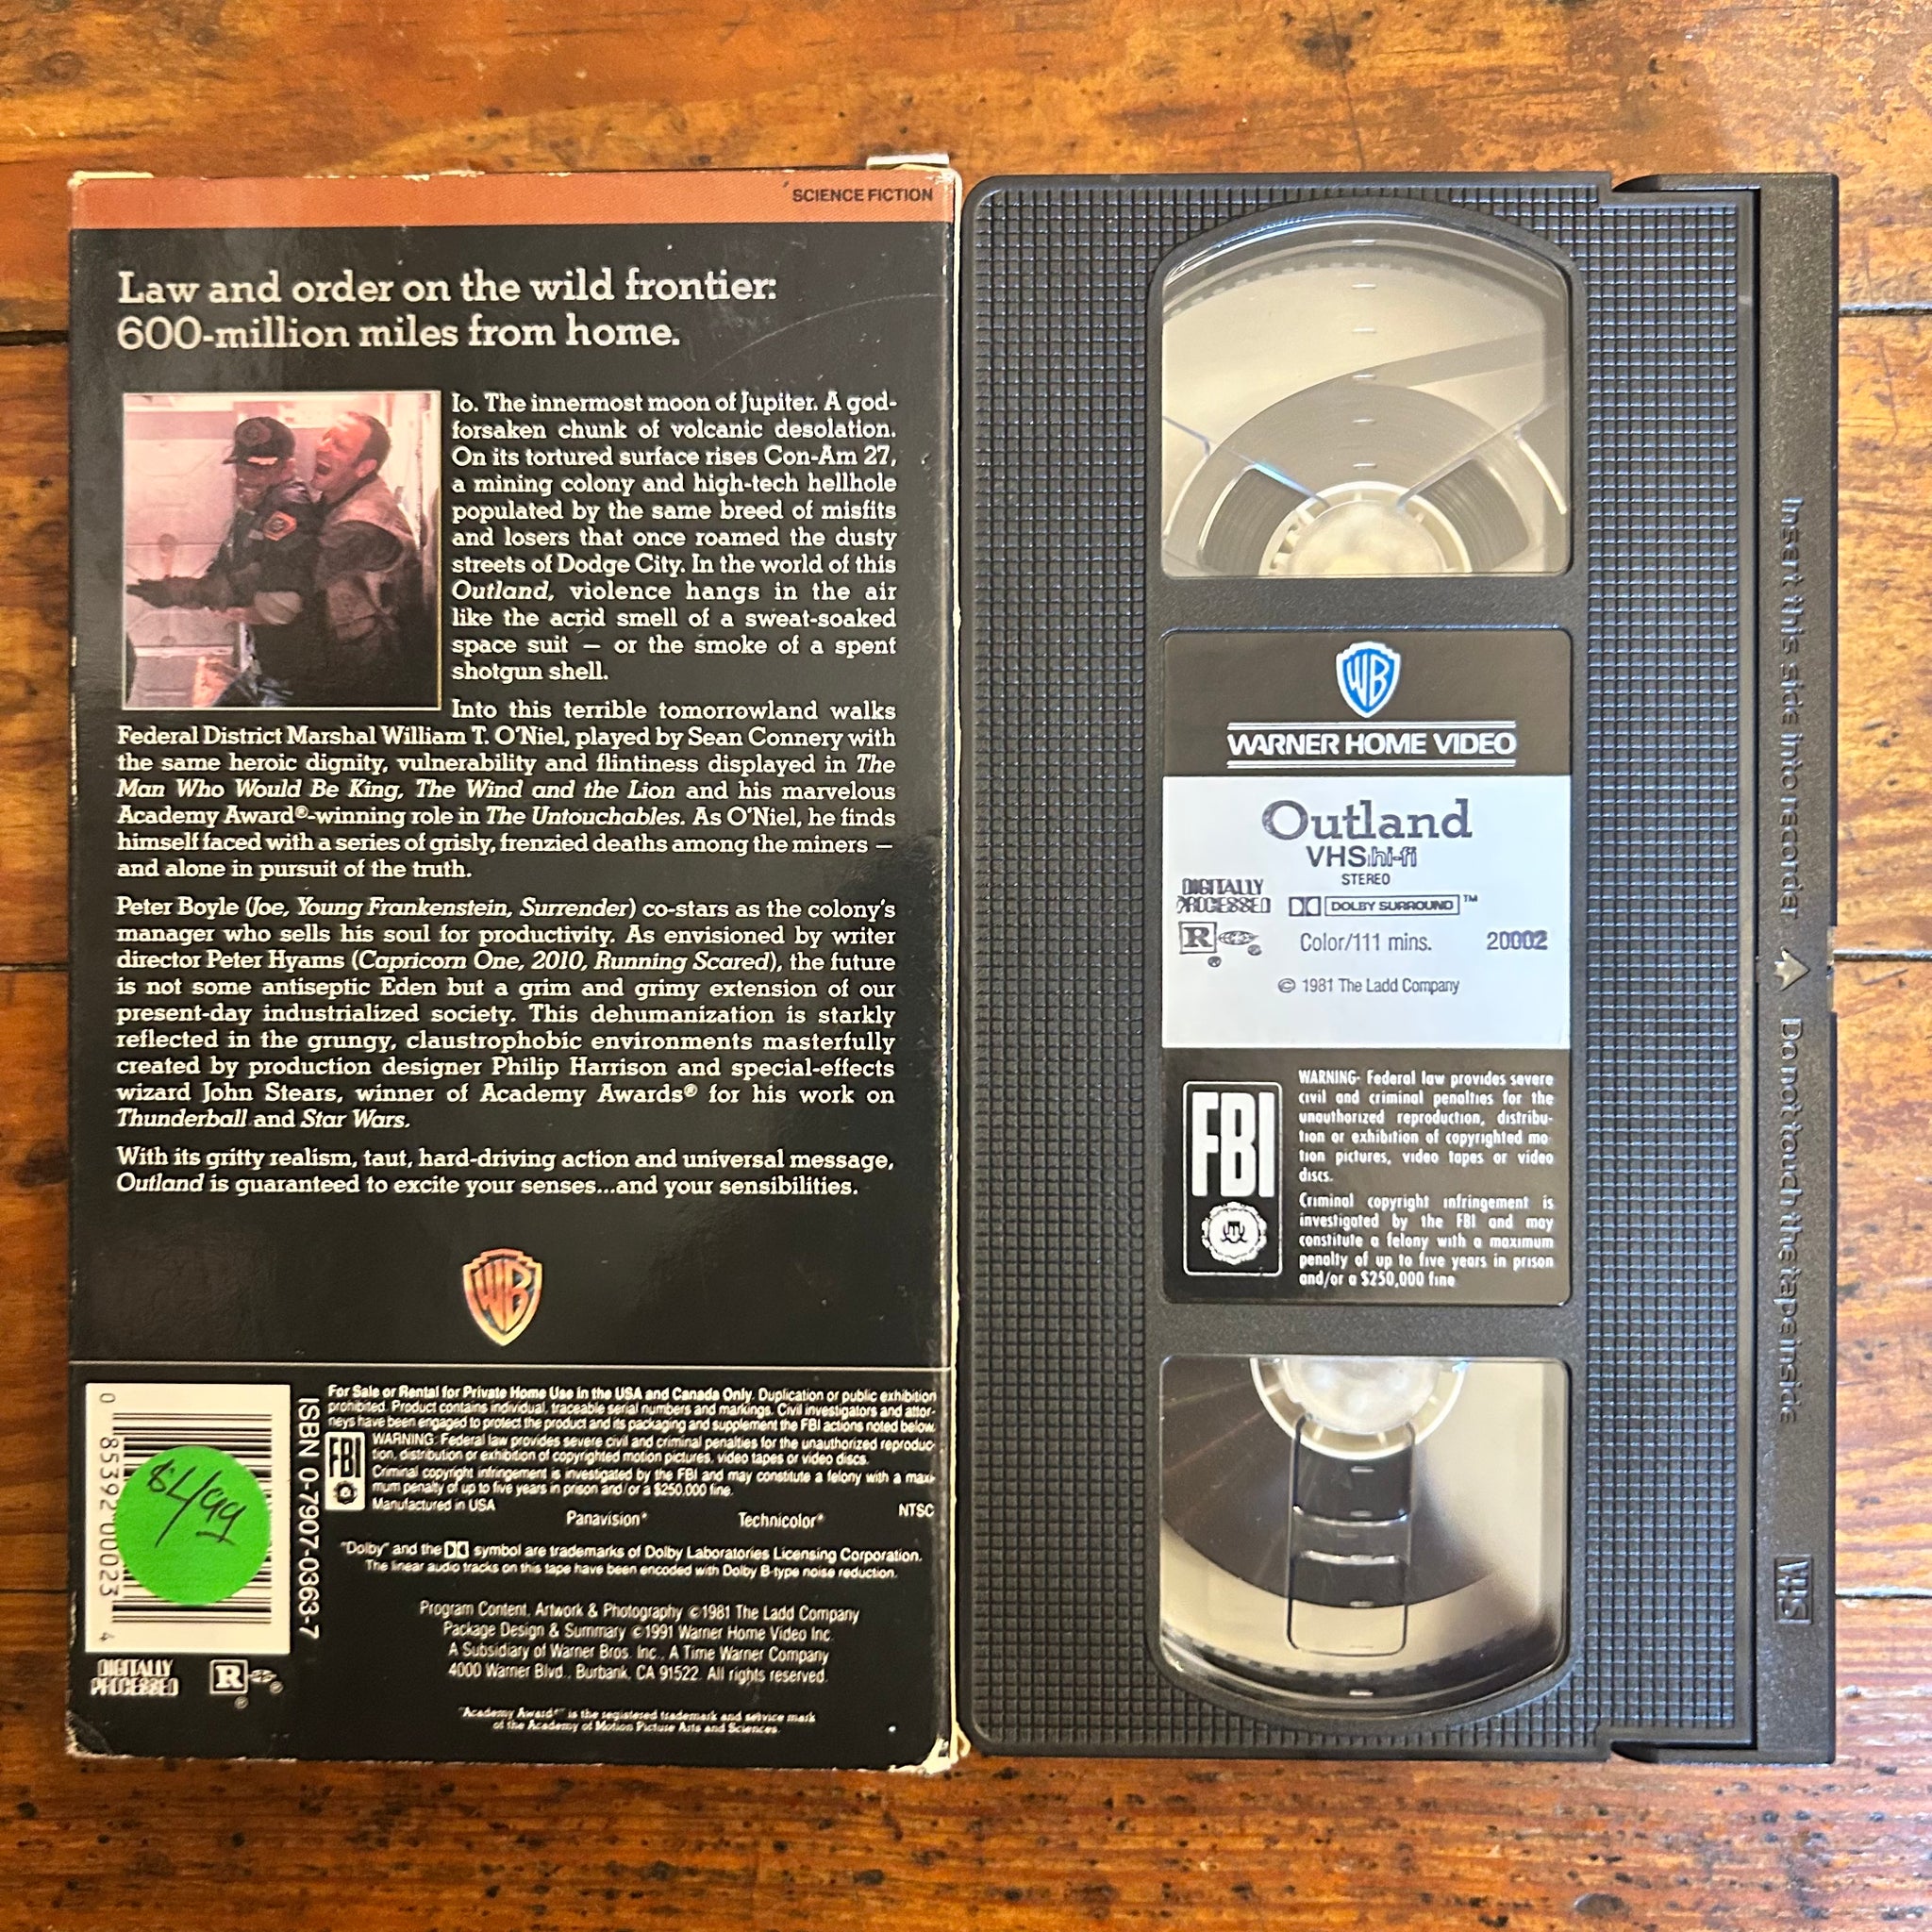 SCIENCE FICTION
Law and order on the wild frontier:
600-million miles from home.
Io. The innermost moon of Jupiter. A god-
forsaken chunk of volcanic desolation.
On its tortured surface rises Con-Am 27,
a mining colony and high-tech hellhole
populated by the same breed of misfits
and losers that once roamed the dusty
streets of Dodge City. In the world of this
Outland, violence hangs in the air
like the acrid smell of a sweat-soaked
space suit — or the smoke of a spent
shotgun shell.
Into this terrible tomorrowland walks
Federal District Marshal William T. O'Niel, played by Sean Connery with
the same heroic dignity, vulnerability and flintiness displayed in The
Man Who Would Be King, The Wind and the Lion and his marvelous
Academy Award®-winning role in The Untouchables. As O'Niel, he finds
himself faced with a series of grisly, frenzied deaths among the miners —
and alone in pursuit of the truth.
Peter Boyle (Joe, Young Frankenstein, Surrender) co-stars as the colony's
manager who sells his soul for productivity. As envisioned by writer
director Peter Hyams (Capricorn One, 2010, Running Scared), the future
is not some antiseptic Eden but a grim and grimy extension of our
present-day industrialized society. This dehumanization is starkly
reflected in the grungy, claustrophobic environments masterfully
created by production designer Philip Harrison and special-effects
wizard John Stears, winner of Academy Awards® for his work on
Thunderball and Star Wars.
With its gritty realism, taut, hard-driving action and universal message,
Outland is guaranteed to excite your senses...and your sensibilities.
WB
0 85392 00023 4
$4/99
ISBN 0-7907-0363-7
DIGITALLY
PROCESSED
R
For Sale or Rental for Private Home Use in the USA and Canada Only. Duplication or public exhibition
prohibited. Product contains individual, traceable serial numbers and markings. Civil investigators and attor-
neys have been engaged to protect the product and its packaging and supplement the FBI actions noted below.
FBI
WARNING: Federal law provides severe civil and criminal penalties for the unauthorized reproduc-
tion, distribution or exhibition of copyrighted motion pictures, video tapes or video discs.
Criminal copyright infringement is investigated by the FBI and may constitute a felony with a maxi-
mum penalty of up to five years in prison and/or a $250,000 fine.
Manufactured in USA
Panavision® Technicolor® NTSC
"Dolby" and the symbol are trademarks of Dolby Laboratories Licensing Corporation.
The linear audio tracks on this tape have been encoded with Dolby B-type noise reduction.
Program Content, Artwork & Photography ©1981 The Ladd Company
Package Design & Summary ©1991 Warner Home Video Inc.
A Subsidiary of Warner Bros. Inc., A Time Warner Company
4000 Warner Blvd., Burbank, CA 91522. All rights reserved.
"Academy Award®" is the registered trademark and service mark
of the Academy of Motion Picture Arts and Sciences.
WB
WARNER HOME VIDEO
Outland
VHS hi-fi
STEREO
DIGITALLY
PROCESSED
DOLBY SURROUND™
R
Color/111 mins.
20002
© 1981 The Ladd Company
FBI
WARNING- Federal law provides severe
civil and criminal penalties for the
unauthorized reproduction, distribu-
tion or exhibition of copyrighted mo-
tion pictures, video tapes or video
discs.
Criminal copyright infringement is
investigated by the FBI and may
constitute a felony with a maximum
penalty of up to five years in prison
and/or a $250,000 fine
Insert this side into recorder
Do not touch the tape inside
VHS